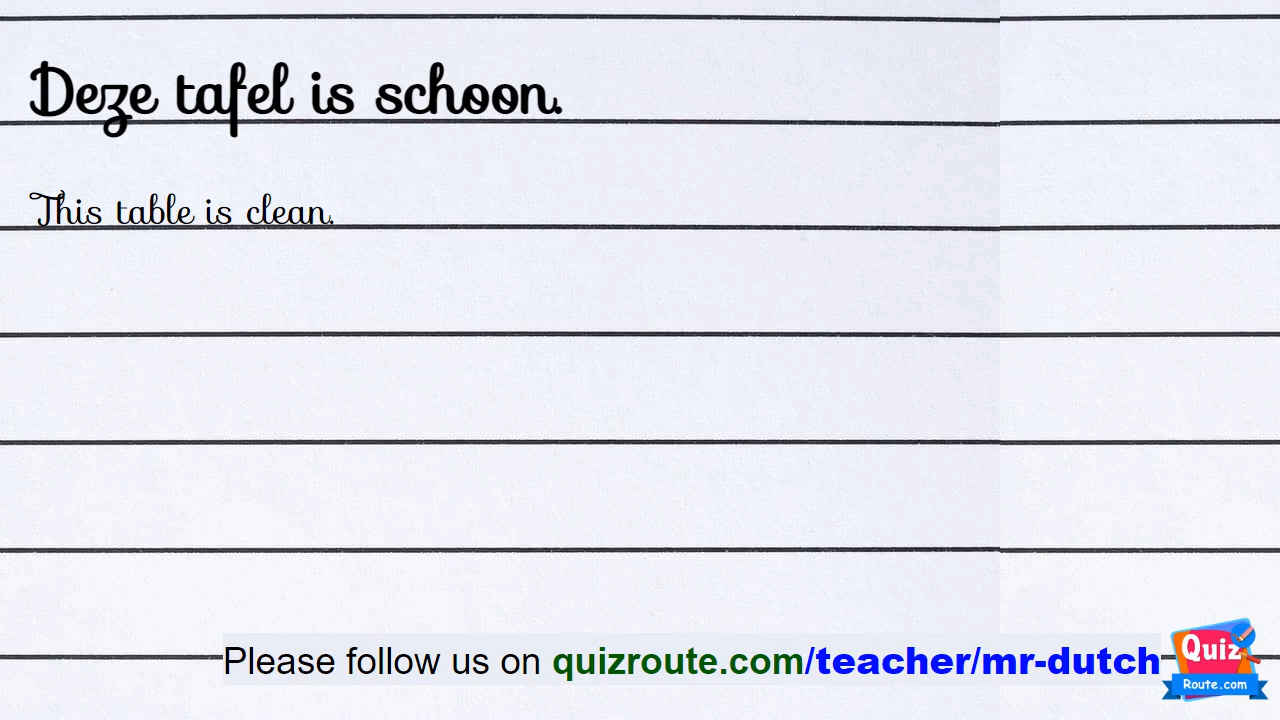 Deze tafel is schoon.
This table is clean.
Please follow us on quizroute.com/teacher/mr-dutch
Quiz
Route.com